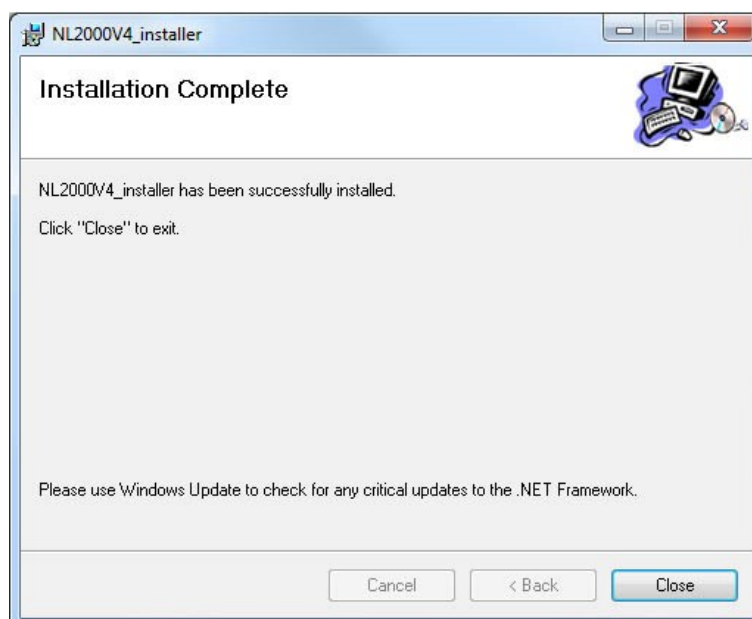 NL2000V4_installer
Installation Complete
NL2000V4_installer has been successfully installed.
Click "Close" to exit.
Please use Windows Update to check for any critical updates to the .NET Framework.
Cancel
< Back
Close